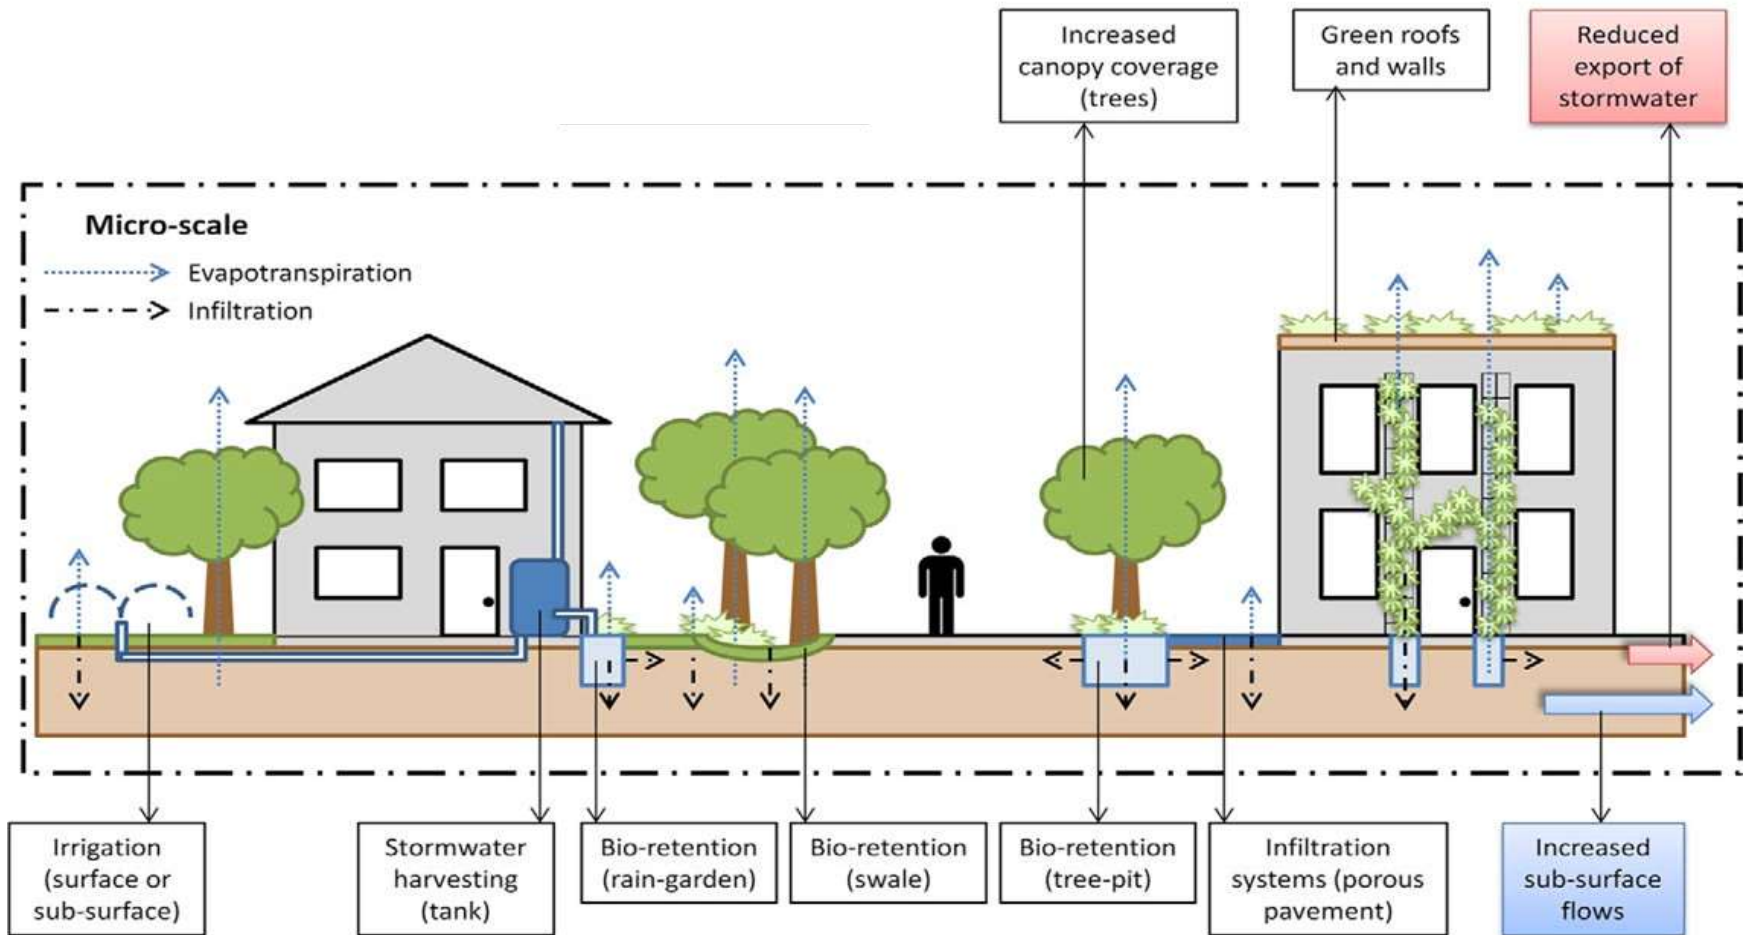 Increased
canopy coverage
(trees)
Green roofs
and walls
Reduced
export of
stormwater
Micro-scale
Evapotranspiration
Infiltration
Irrigation
(surface or
sub-surface)
Stormwater
harvesting
(tank)
Bio-retention
(rain-garden)
Bio-retention
(swale)
Bio-retention
(tree-pit)
Infiltration
systems (porous
pavement)
Increased
sub-surface
flows